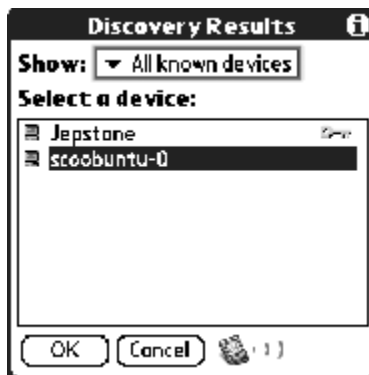 Discovery Results
Show: All known devices
Select a device:
Jepstone
scoobuntu-0
OK Cancel